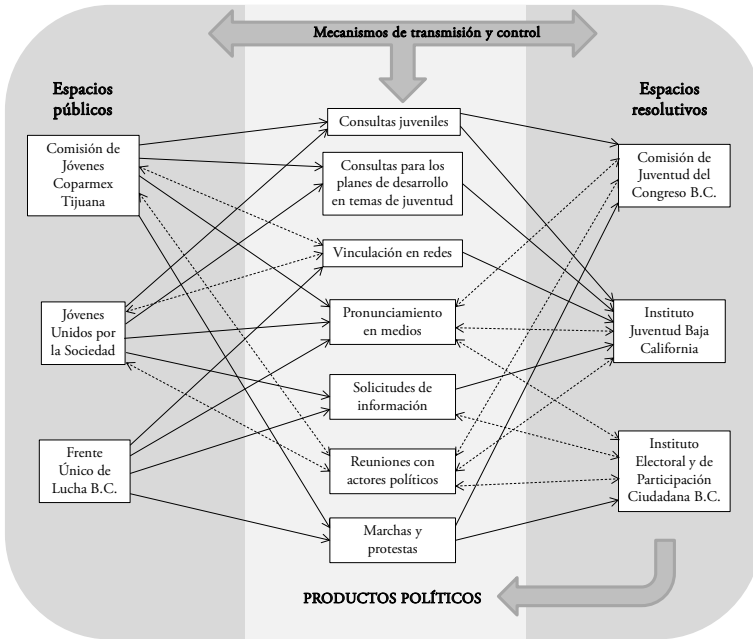 Mecanismos de transmisión y control
Espacios
públicos
Comisión de
Jóvenes
Coparmex
Tijuana
Jóvenes
Unidos por
la Sociedad
Frente
Único de
Lucha B.C.
Consultas juveniles
Consultas para los
planes de desarrollo
en temas de juventud
Vinculación en redes
Pronunciamiento
en medios
Solicitudes de
información
Reuniones con
actores políticos
Marchas y
protestas
Espacios
resolutivos
Comisión de
Juventud del
Congreso B.C.
Instituto
Juventud Baja
California
Instituto
Electoral y de
Participación
Ciudadana B.C.
PRODUCTOS POLÍTICOS